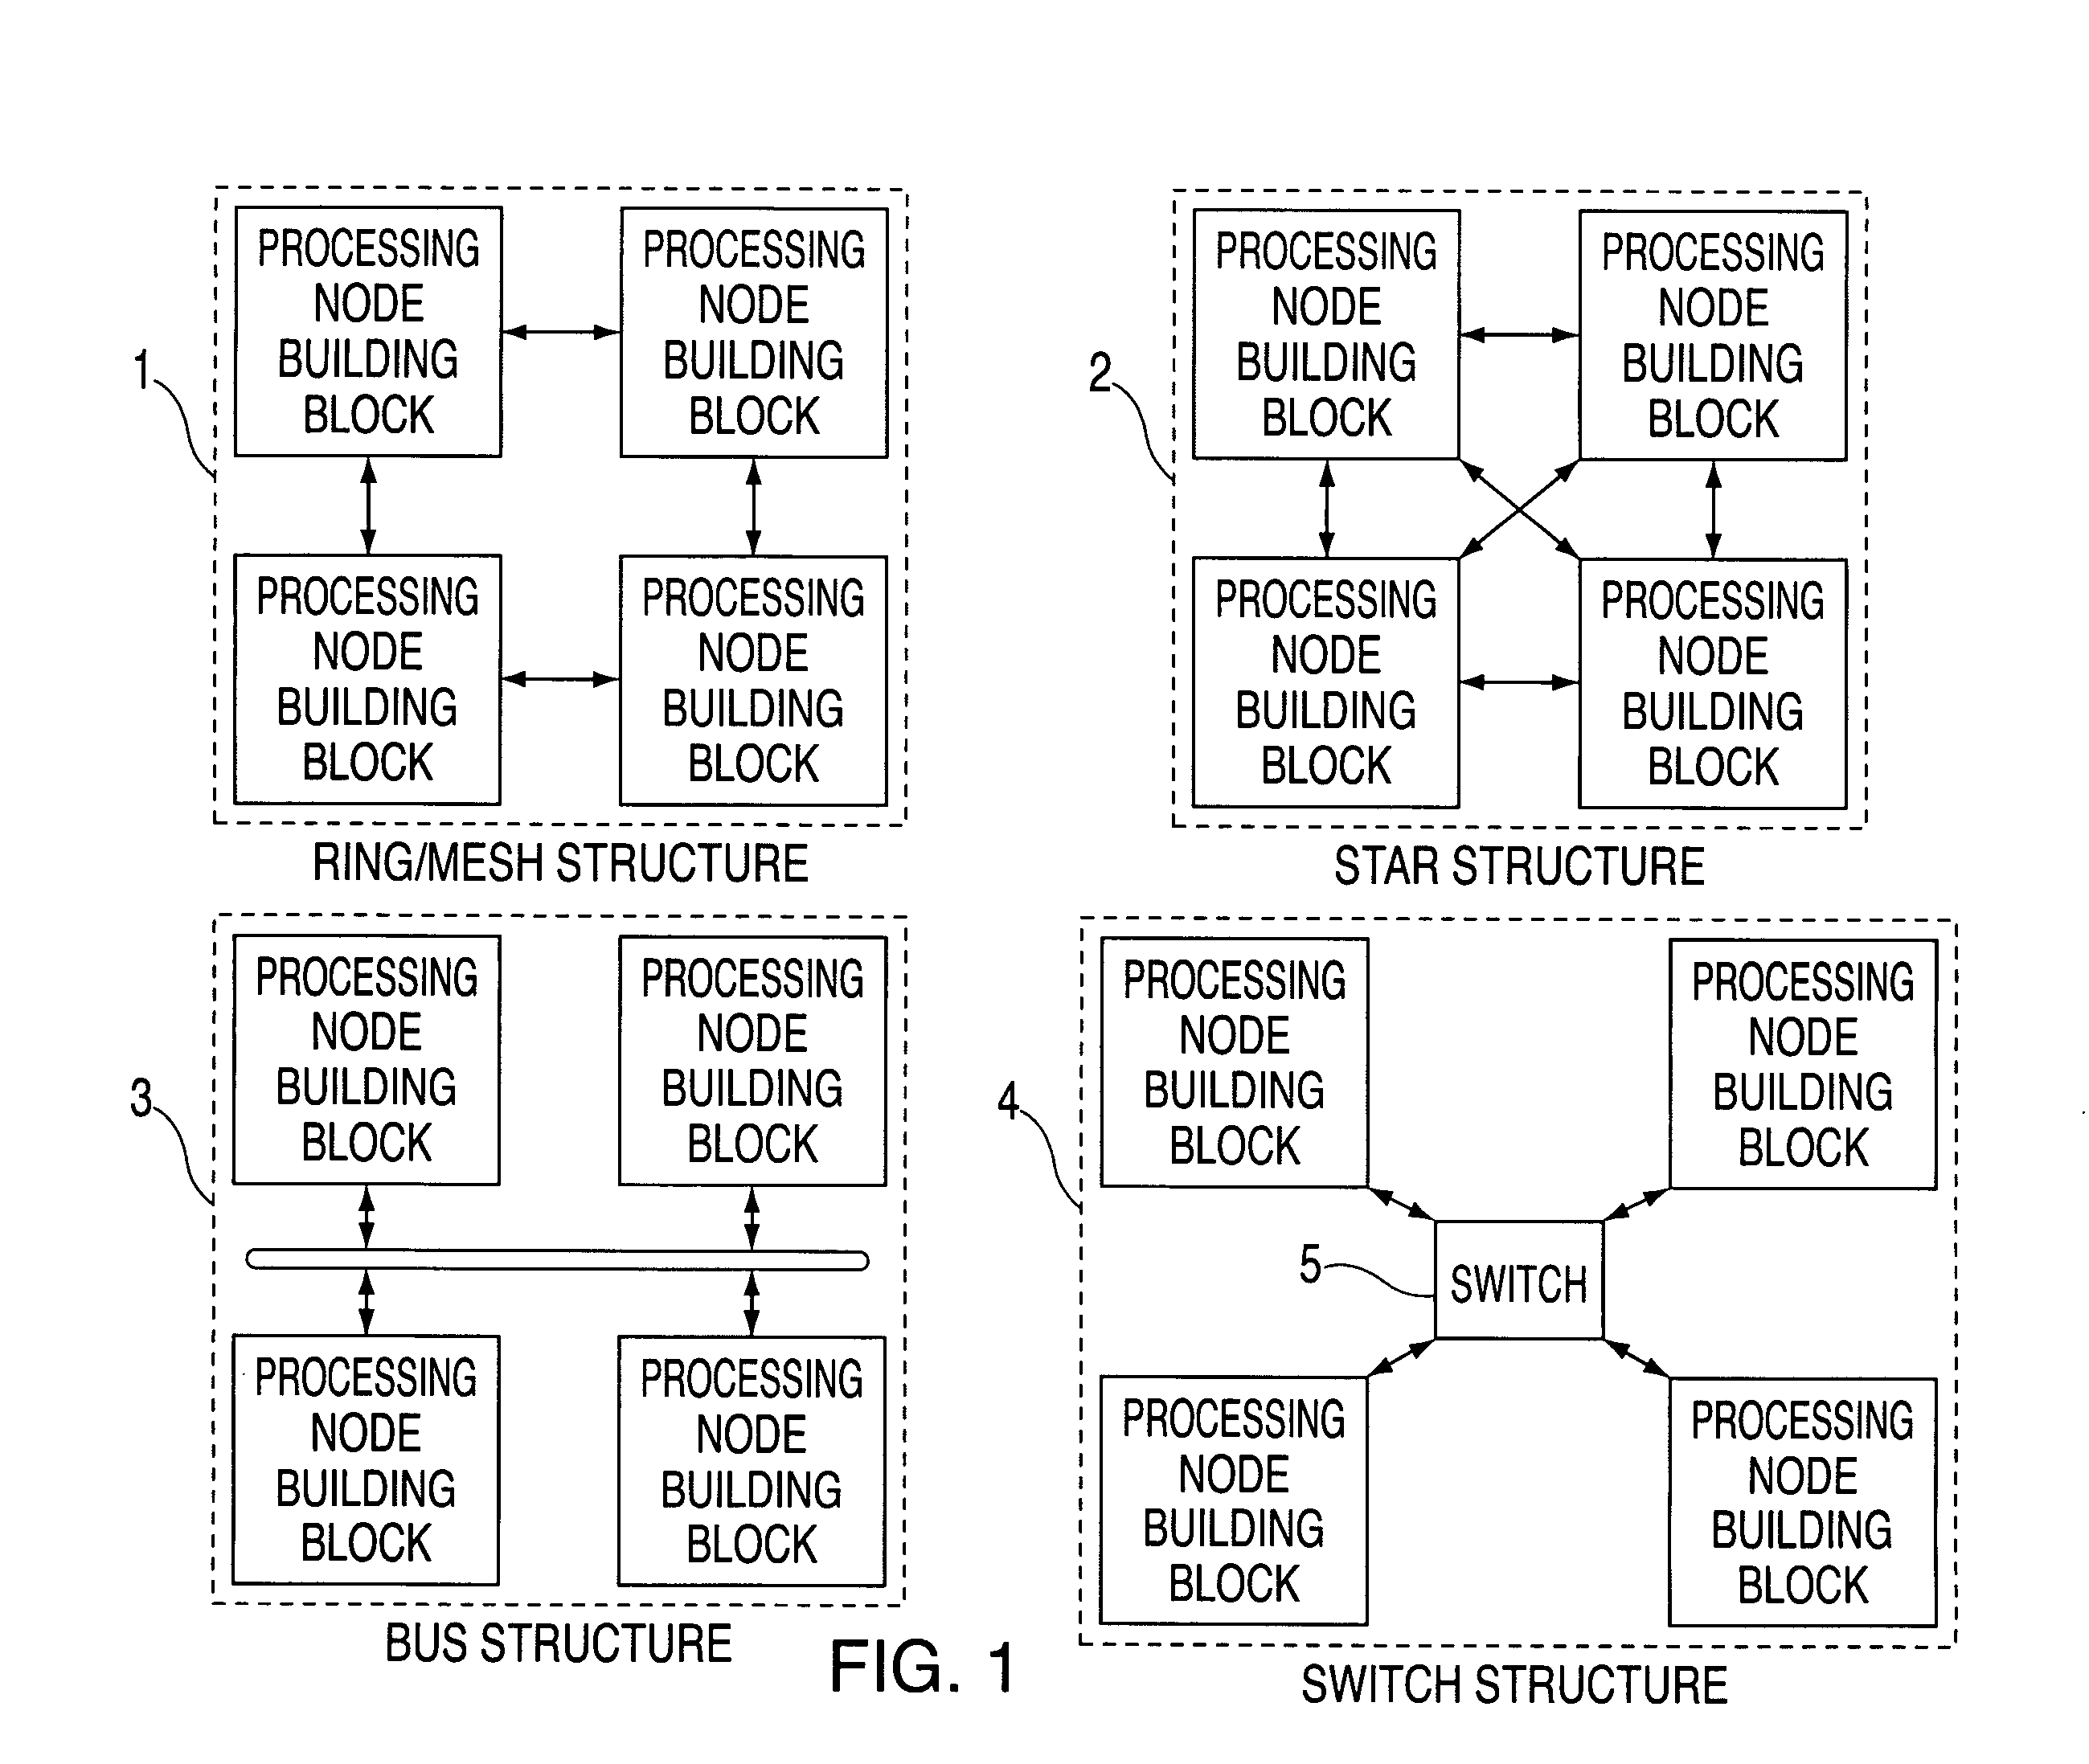 PROCESSING
NODE
BUILDING
BLOCK
PROCESSING
NODE
BUILDING
BLOCK
1
PROCESSING
NODE
BUILDING
BLOCK
PROCESSING
NODE
BUILDING
BLOCK
RING/MESH STRUCTURE
PROCESSING
NODE
BUILDING
BLOCK
PROCESSING
NODE
BUILDING
BLOCK
2
PROCESSING
NODE
BUILDING
BLOCK
PROCESSING
NODE
BUILDING
BLOCK
STAR STRUCTURE
PROCESSING
NODE
BUILDING
BLOCK
PROCESSING
NODE
BUILDING
BLOCK
3
PROCESSING
NODE
BUILDING
BLOCK
PROCESSING
NODE
BUILDING
BLOCK
BUS STRUCTURE
PROCESSING
NODE
BUILDING
BLOCK
PROCESSING
NODE
BUILDING
BLOCK
4
5
SWITCH
PROCESSING
NODE
BUILDING
BLOCK
PROCESSING
NODE
BUILDING
BLOCK
SWITCH STRUCTURE
FIG. 1